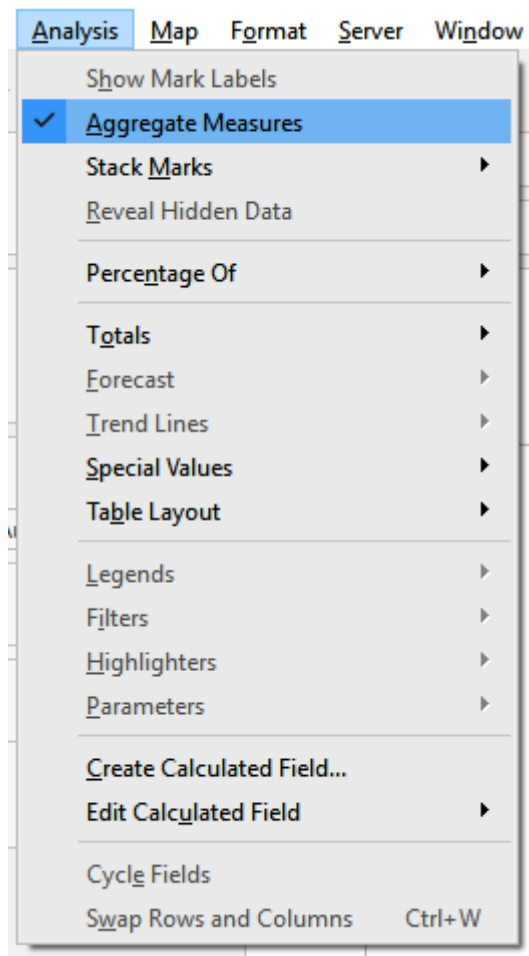 Analysis Map Format Server Window
Show Mark Labels
Aggregate Measures
Stack Marks
Reveal Hidden Data
Percentage Of
Totals
Forecast
Trend Lines
Special Values
Table Layout
Legends
Filters
Highlighters
Parameters
Create Calculated Field...
Edit Calculated Field
Cycle Fields
Swap Rows and Columns Ctrl+W